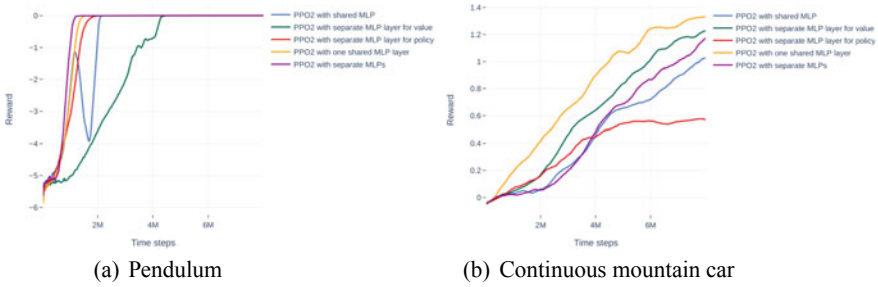 0
−1
−2
−3
−4
−5
−6
Reward
2M
4M
6M
Time steps
PPO2 with shared MLP
PPO2 with separate MLP layer for value
PPO2 with separate MLP layer for policy
PPO2 with one shared MLP layer
PPO2 with separate MLPs
(a) Pendulum
1.4
1.2
1
0.8
0.6
0.4
0.2
0
Reward
2M
4M
6M
Time steps
PPO2 with shared MLP
PPO2 with separate MLP layer for value
PPO2 with separate MLP layer for policy
PPO2 with one shared MLP layer
PPO2 with separate MLPs
(b) Continuous mountain car